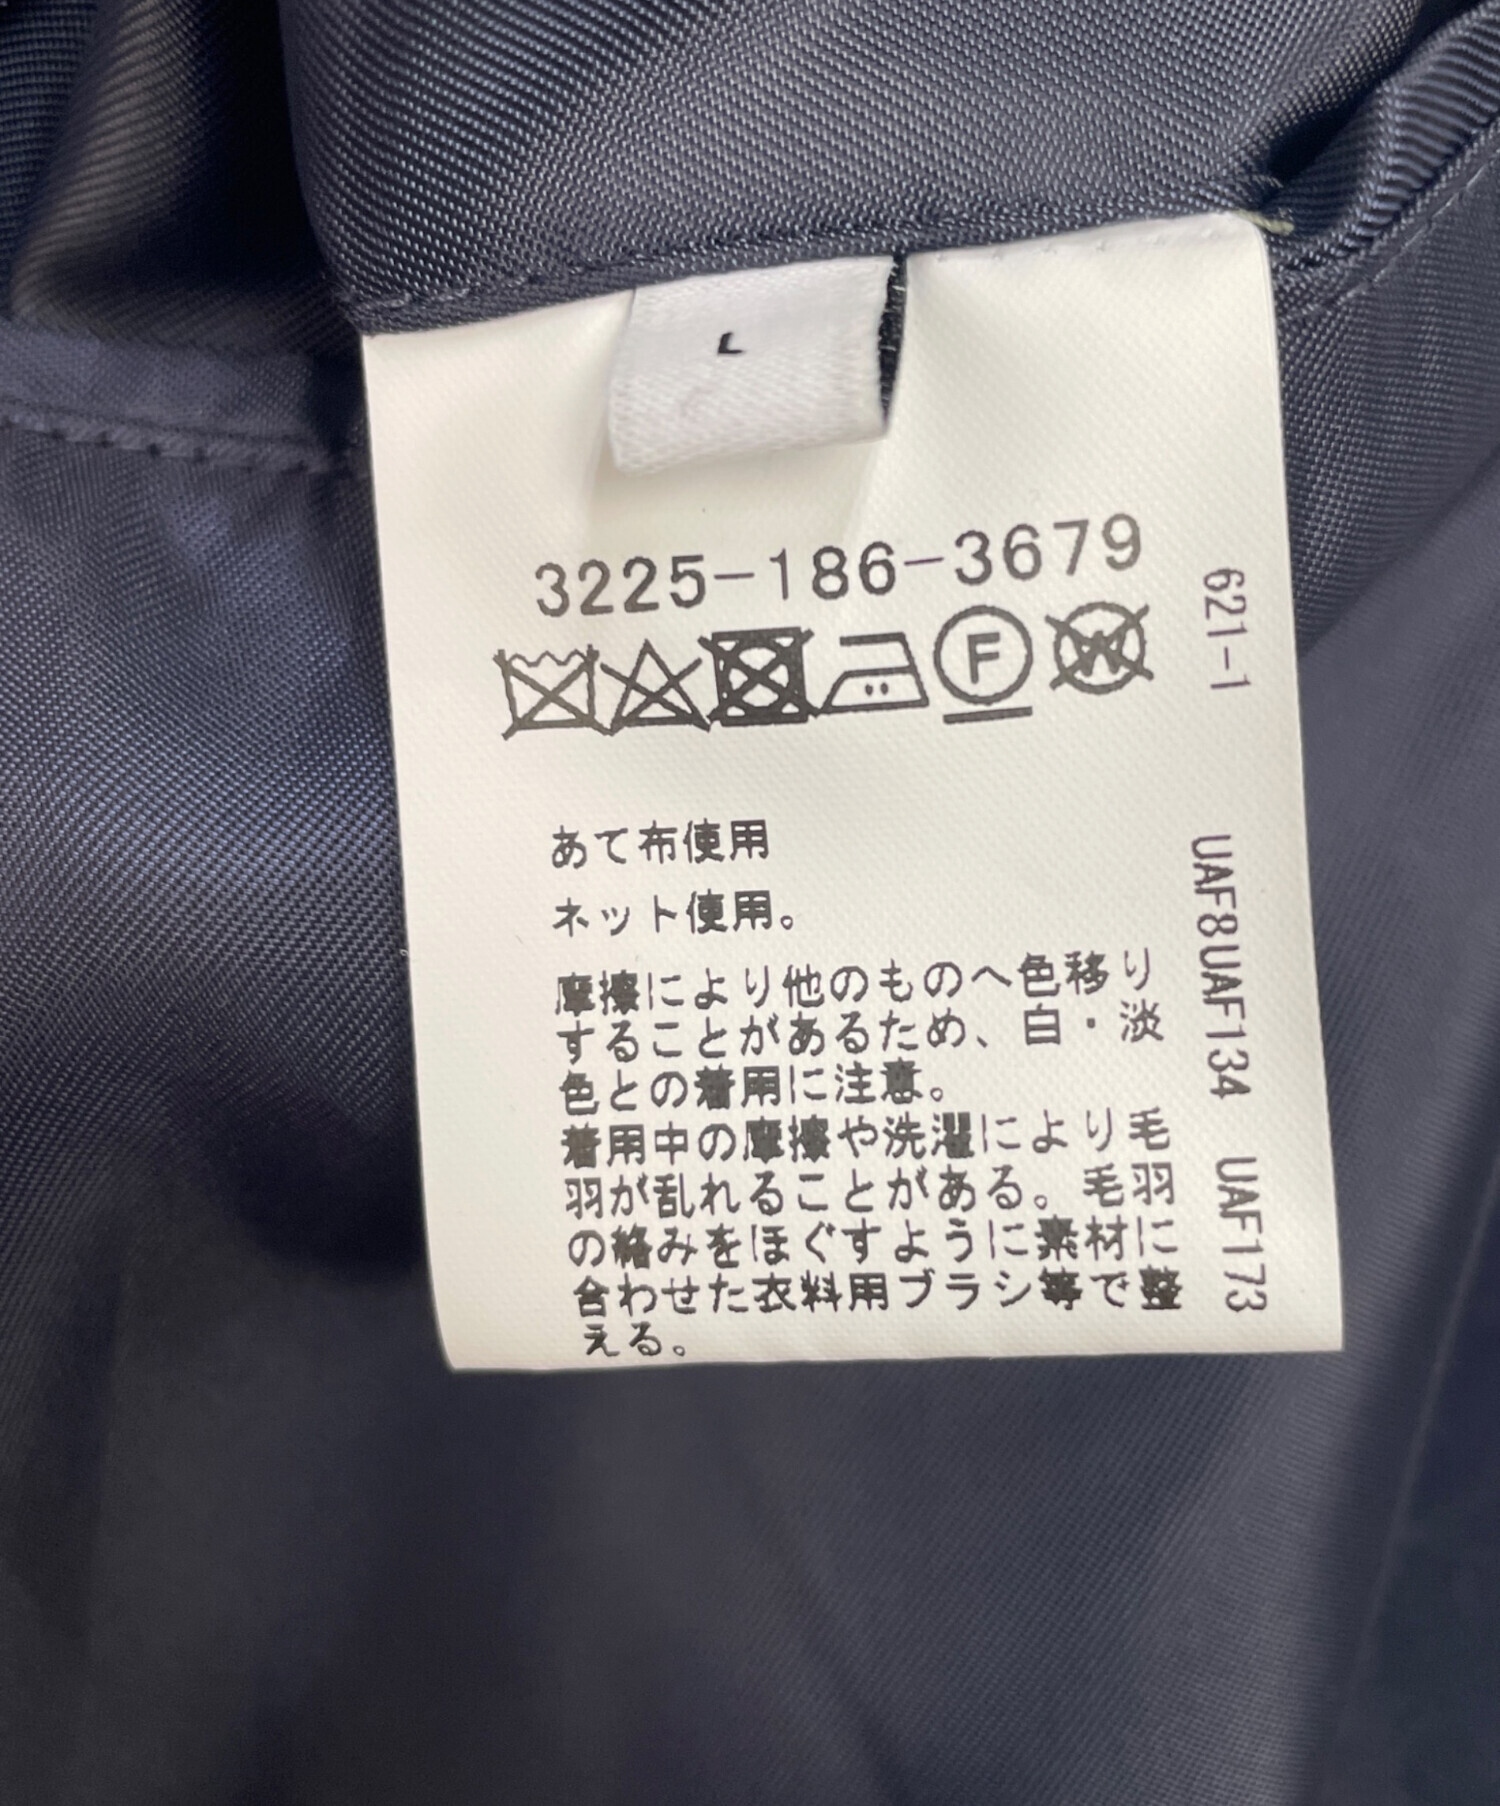 L
3225-186-3679
F
W
あて布使用
ネット使用。
摩擦により他のものへ色移り
することがあるため、白・淡
色との着用に注意。
着用中の摩擦や洗濯により毛
羽が乱れることがある。毛羽
の絡みをほぐすように素材に
合わせた衣料用ブラシ等で整
える。
621-1
UAF8UAF134 UAF173